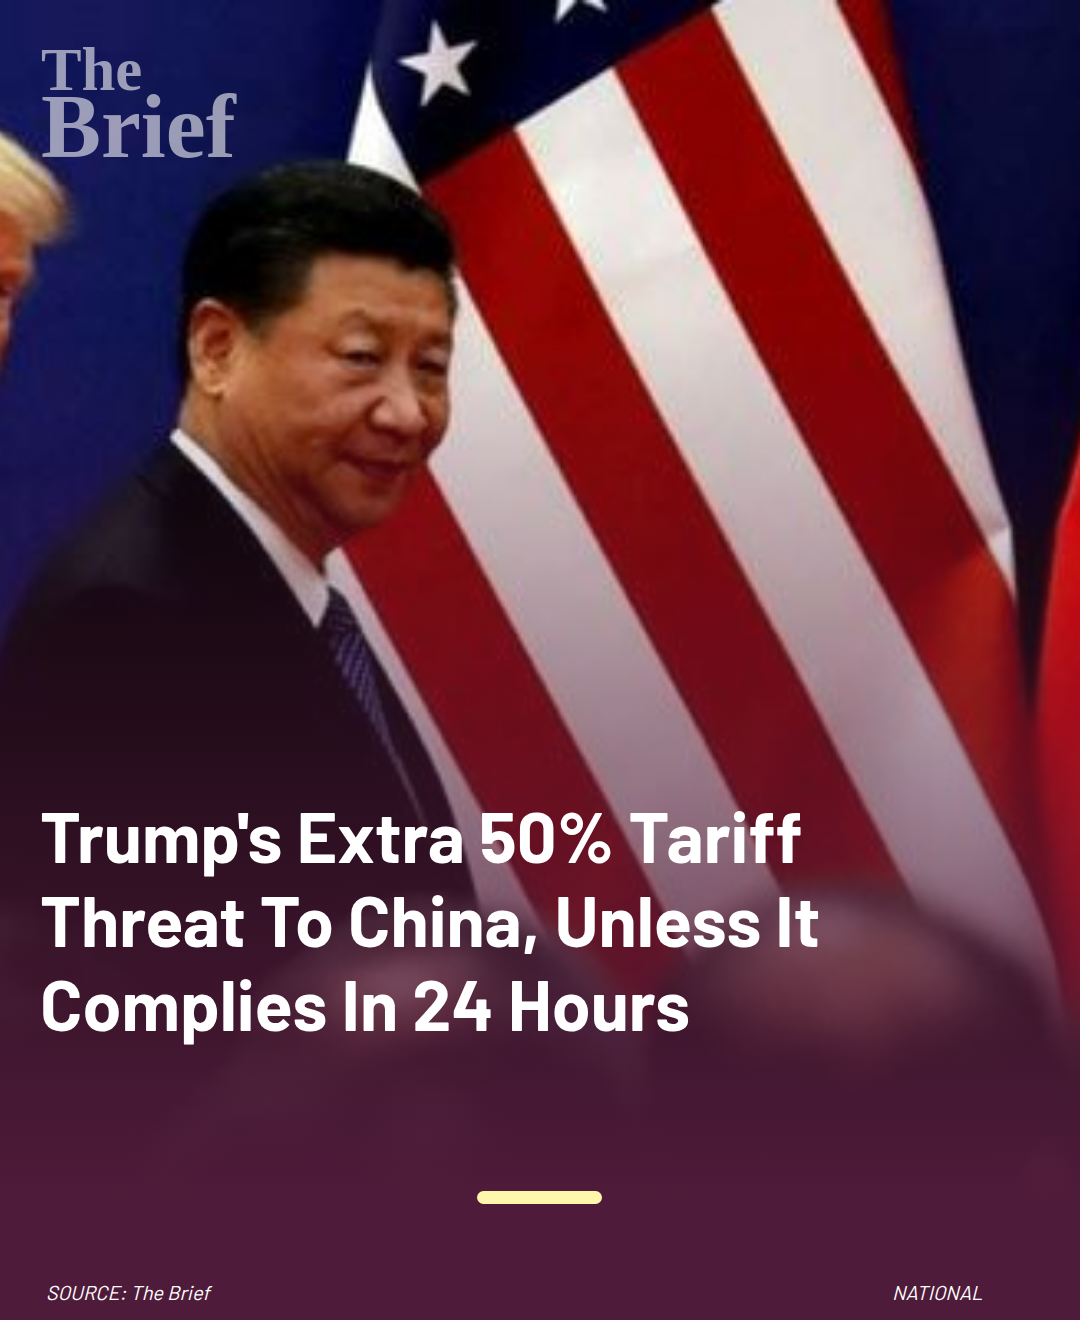 The
Brief
Trump's Extra 50% Tariff
Threat To China, Unless It
Complies In 24 Hours
SOURCE: The Brief
NATIONAL